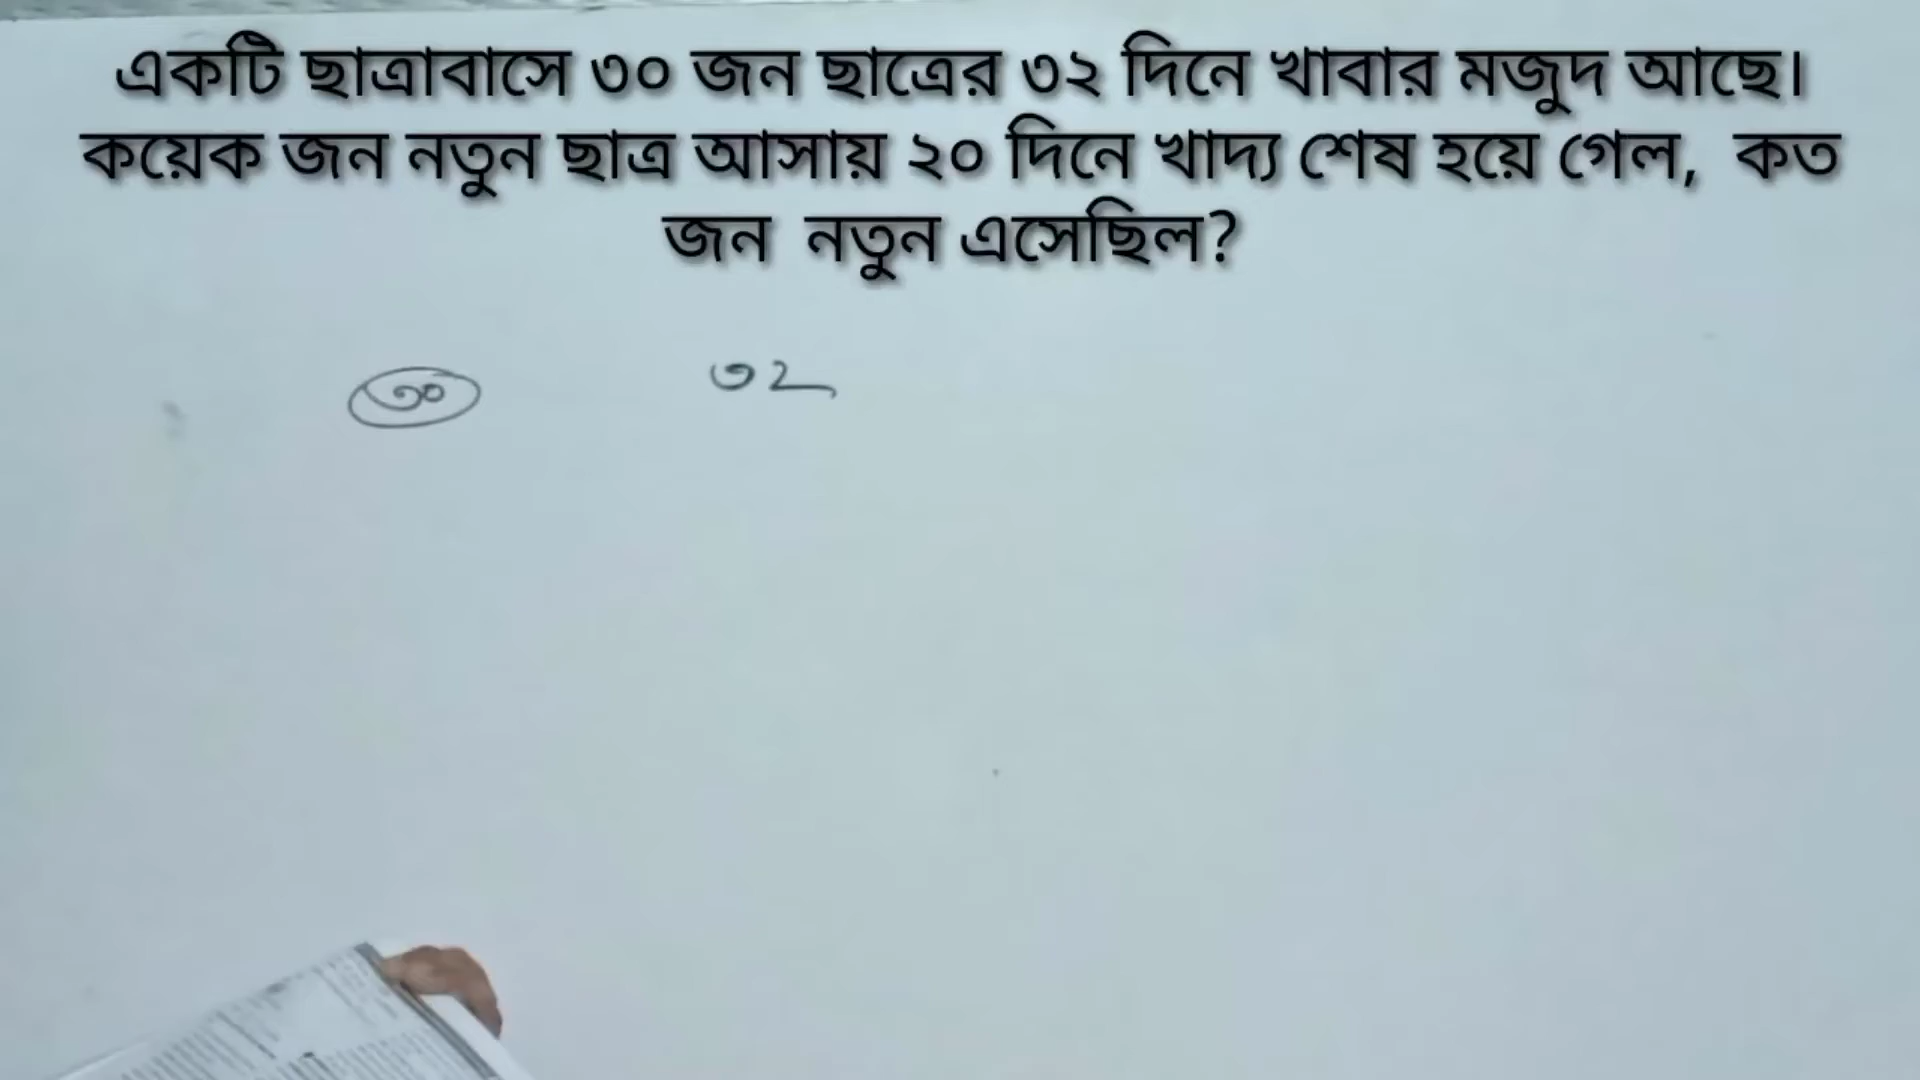 একটি ছাত্রাবাসে ৩০ জন ছাত্রের ৩২ দিনে খাবার মজুদ আছে।
কয়েক জন নতুন ছাত্র আসায় ২০ দিনে খাদ্য শেষ হয়ে গেল, কত
জন নতুন এসেছিল?
৩০ ৩২